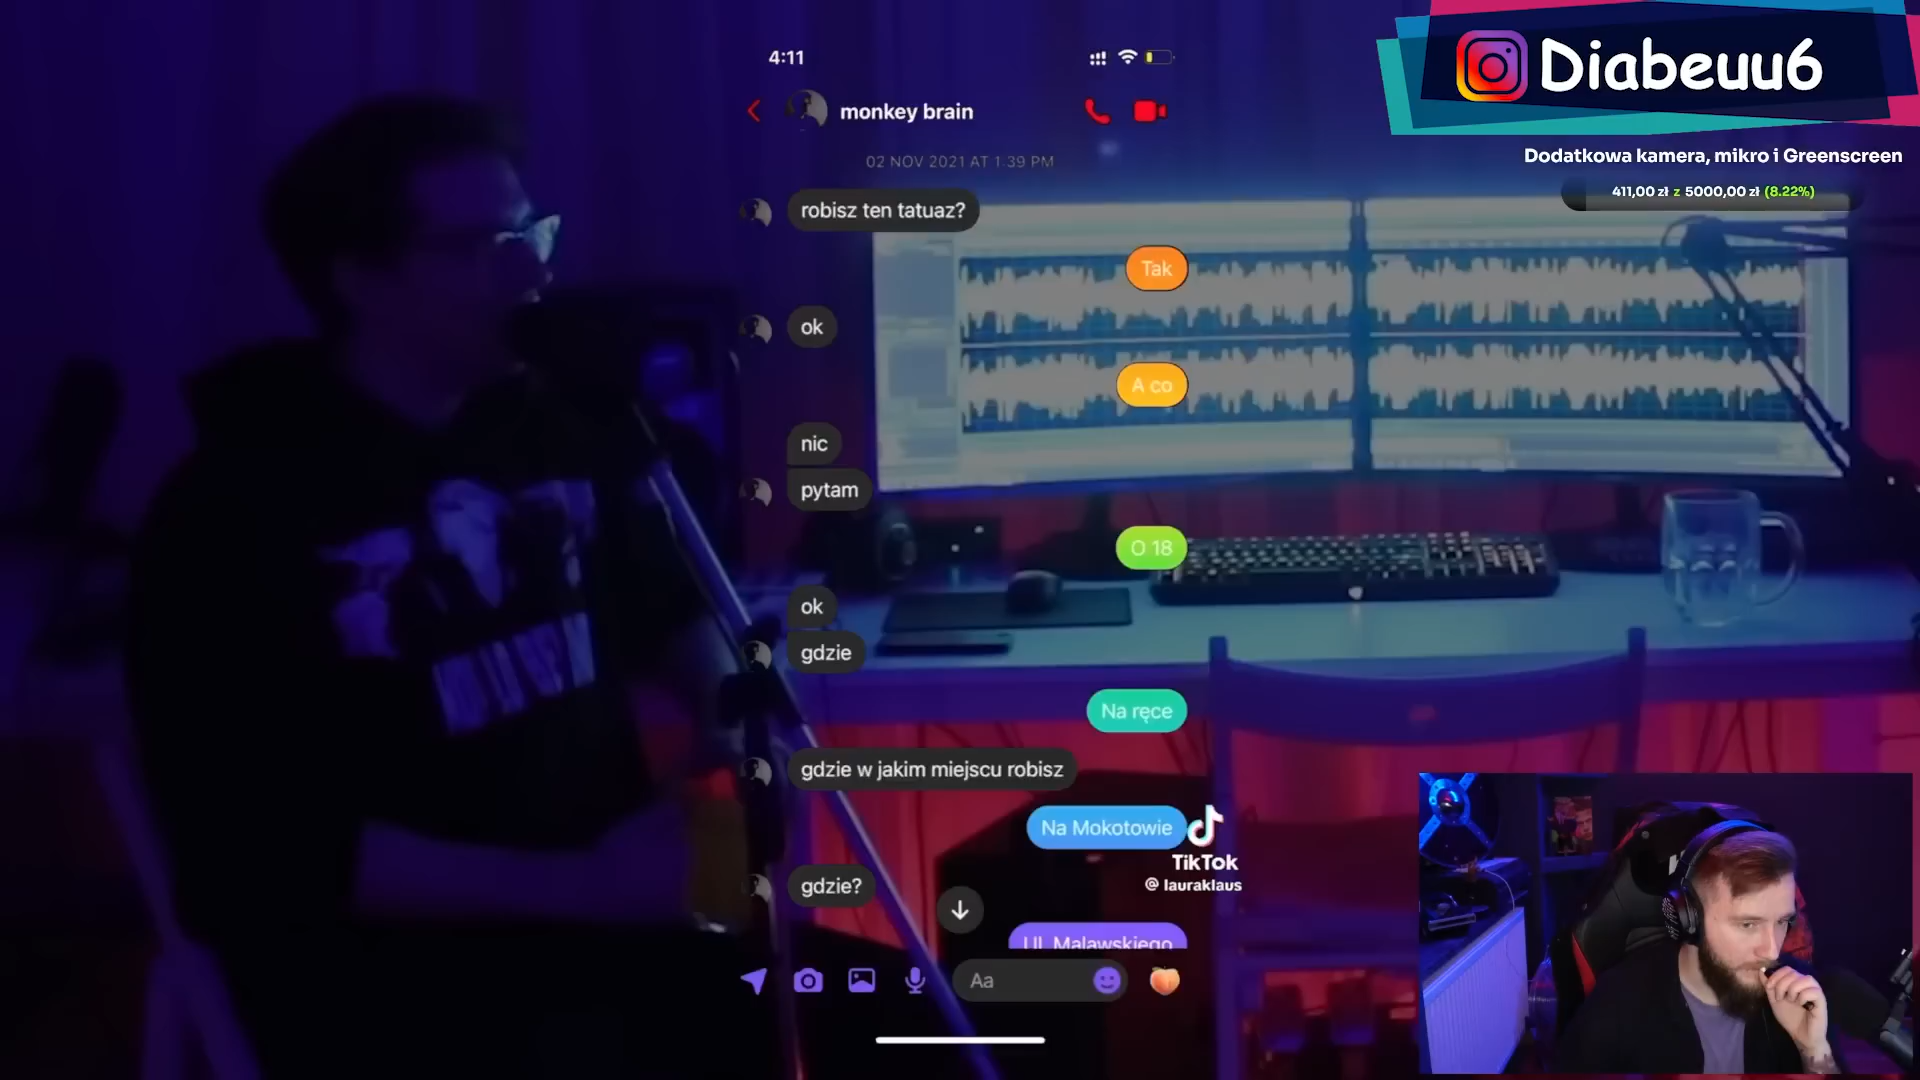 4:11
Diabeuu6
monkey brain
02 NOV 2021 AT 1:39 PM
Dodatkowa kamera, mikro i Greenscreen
411,00 zł z 5000,00 zł (8.22%)
robisz ten tatuaz?
Tak
ok
A co
nic
pytam
O 18
ok
gdzie
Na ręce
gdzie w jakim miejscu robisz
Na Mokotowie
TikTok
@ lauraklaus
gdzie?
Ul. Malawskiego
Aa